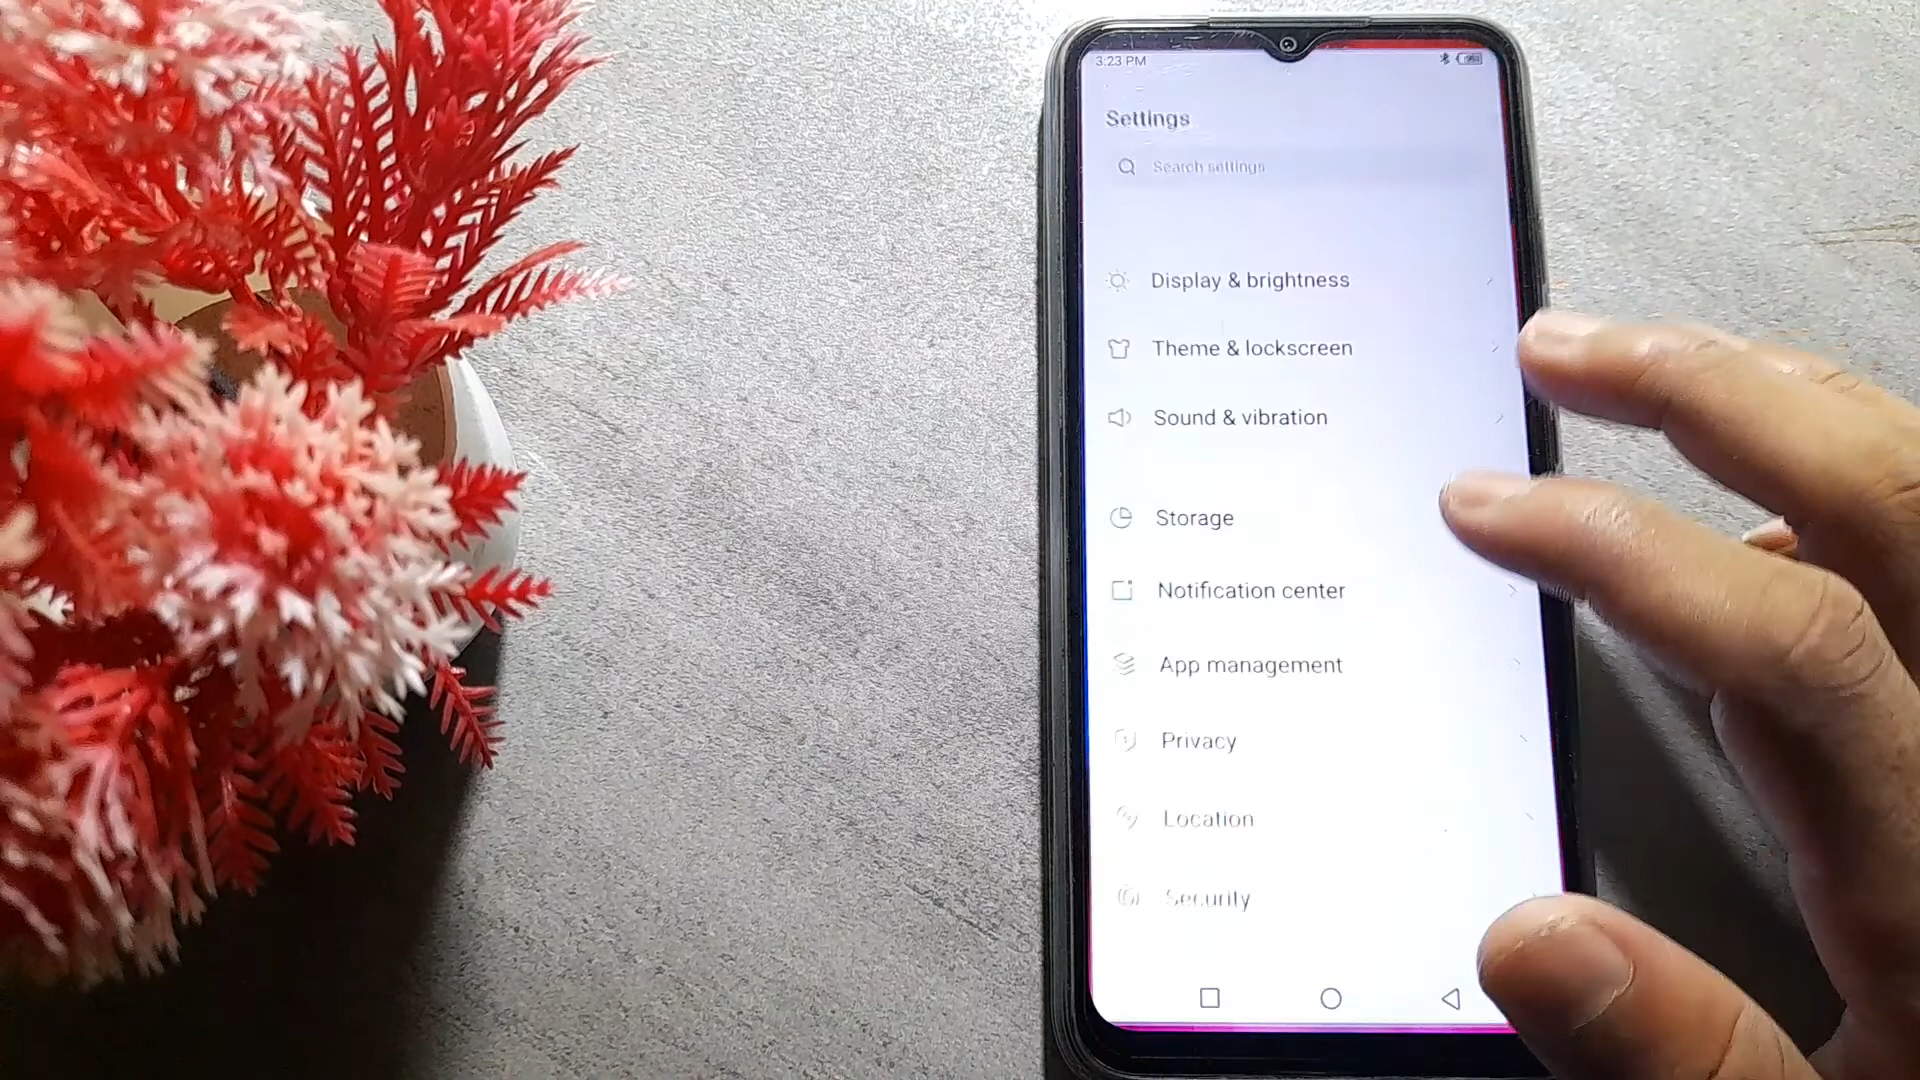 3:23 PM
Settings
Search settings
Display & brightness
Theme & lockscreen
Sound & vibration
Storage
Notification center
App management
Privacy
Location
Security